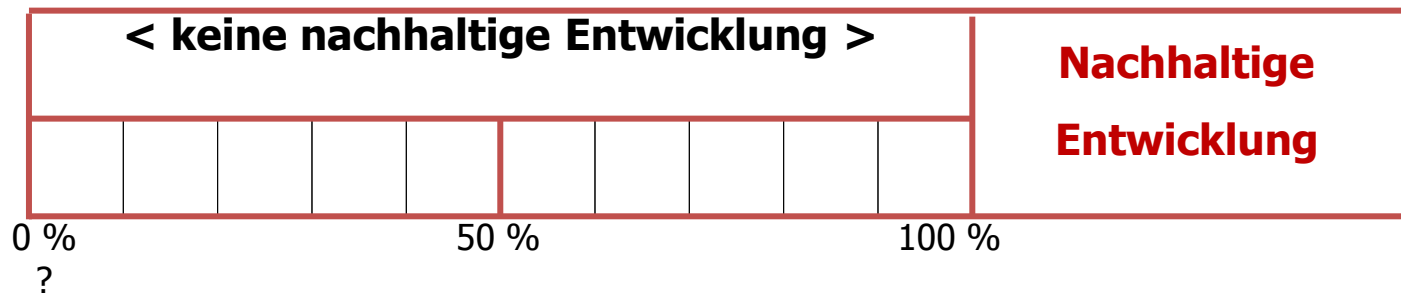 < keine nachhaltige Entwicklung >
Nachhaltige
Entwicklung
0 % 50 % 100 %
?